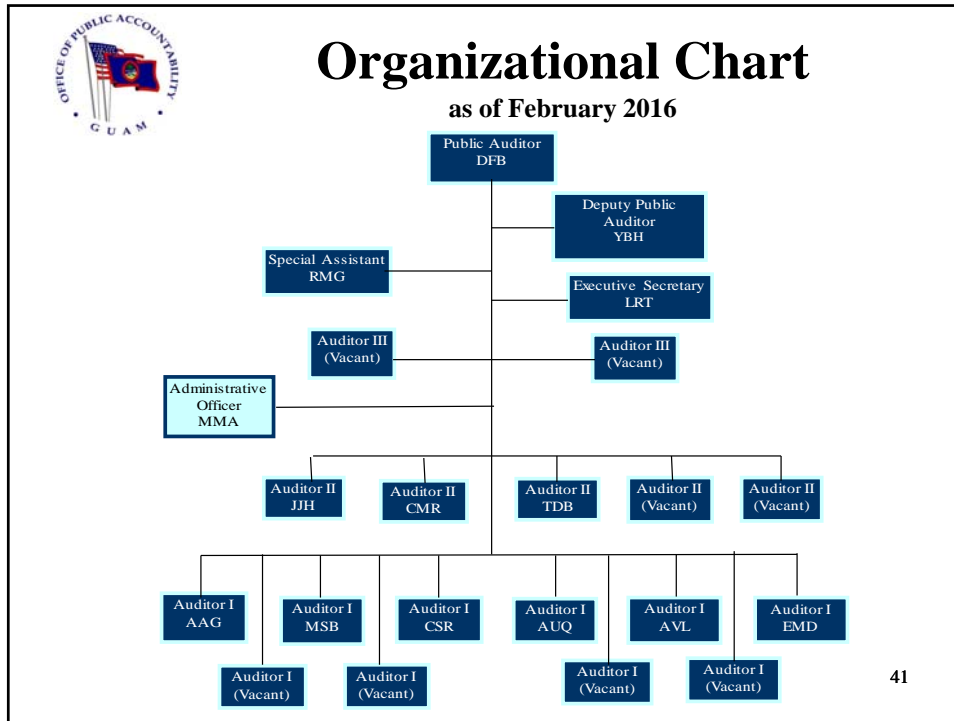 OFFICE OF PUBLIC ACCOUNTABILITY
• GUAM •
Organizational Chart
as of February 2016
Public Auditor
DFB
Deputy Public
Auditor
YBH
Special Assistant
RMG
Executive Secretary
LRT
Auditor III
(Vacant)
Auditor III
(Vacant)
Administrative
Officer
MMA
Auditor II
JJH
Auditor II
CMR
Auditor II
TDB
Auditor II
(Vacant)
Auditor II
(Vacant)
Auditor I
AAG
Auditor I
MSB
Auditor I
CSR
Auditor I
AUQ
Auditor I
AVL
Auditor I
EMD
Auditor I
(Vacant)
Auditor I
(Vacant)
Auditor I
(Vacant)
Auditor I
(Vacant)
41